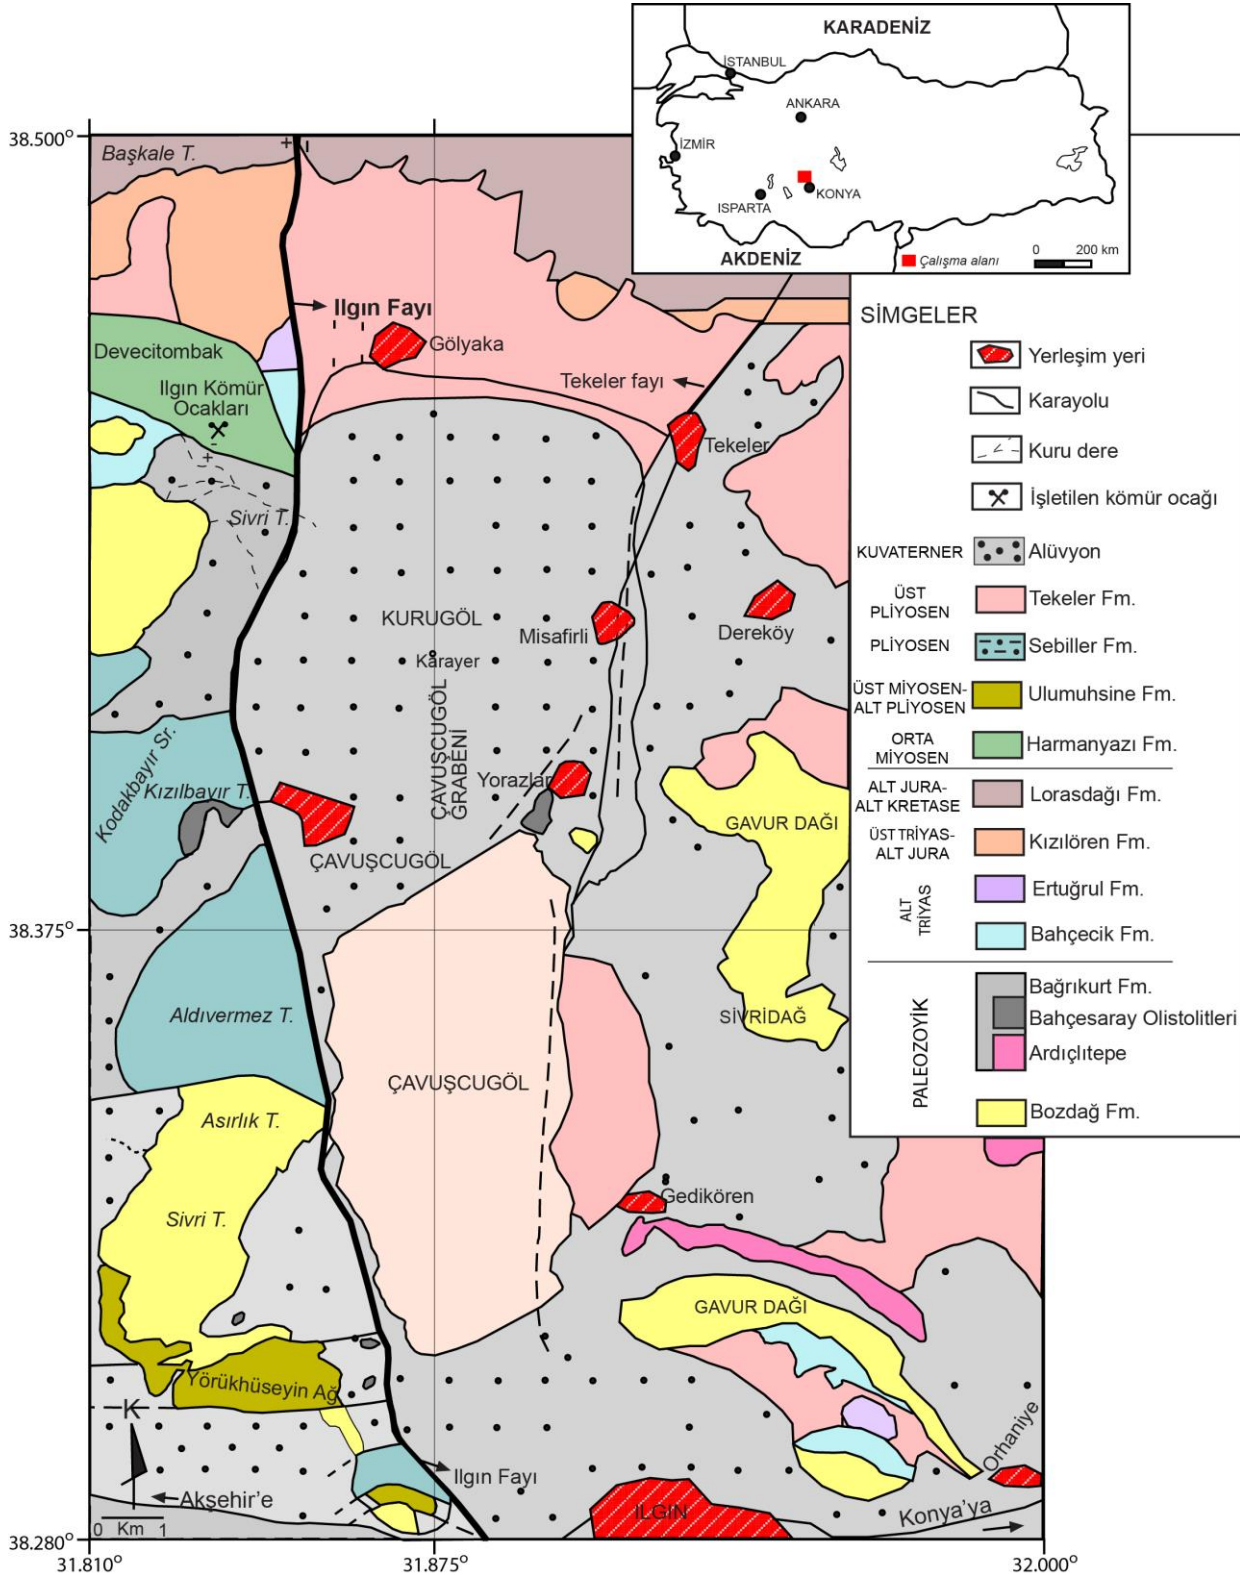 KARADENİZ
İSTANBUL
ANKARA
İZMİR
KONYA
ISPARTA
AKDENİZ
0 200 km
Çalışma alanı
38.500°
Başkale T.
Ilgın Fayı
Gölyaka
Devecitombak
Ilgın Kömür
Ocakları
Tekeler fayı
Tekeler
Sivri T.
KURUGÖL
Misafirli
Dereköy
Karayer
ÇAVUŞCUGÖL
GRABENİ
Kodakbayır Sr.
Kızılbayır T.
Yorazlar
GAVUR DAĞI
ÇAVUŞCUGÖL
38.375°
Aldıvermez T.
SİVRİDAĞ
ÇAVUŞCUGÖL
Asırlık T.
Gedikören
Sivri T.
GAVUR DAĞI
Yörükhüseyin Ağ.
K
Orhaniye
Ilgın Fayı
Akşehir'e
ILGIN
Konya'ya
0 Km 1
38.280°
31.810°
31.875°
32.000°
SİMGELER
Yerleşim yeri
Karayolu
Kuru dere
İşletilen kömür ocağı
KUVATERNER
Alüvyon
ÜST
PLİYOSEN
Tekeler Fm.
PLİYOSEN
Sebiller Fm.
ÜST MİYOSEN-
ALT PLİYOSEN
Ulumuhsine Fm.
ORTA
MİYOSEN
Harmanyazı Fm.
ALT JURA-
ALT KRETASE
Lorasdağı Fm.
ÜST TRİYAS-
ALT JURA
Kızılören Fm.
ALT
TRİYAS
Ertuğrul Fm.
Bahçecik Fm.
PALEOZOYİK
Bağrıkurt Fm.
Bahçesaray Olistolitleri
Ardıçlıtepe
Bozdağ Fm.